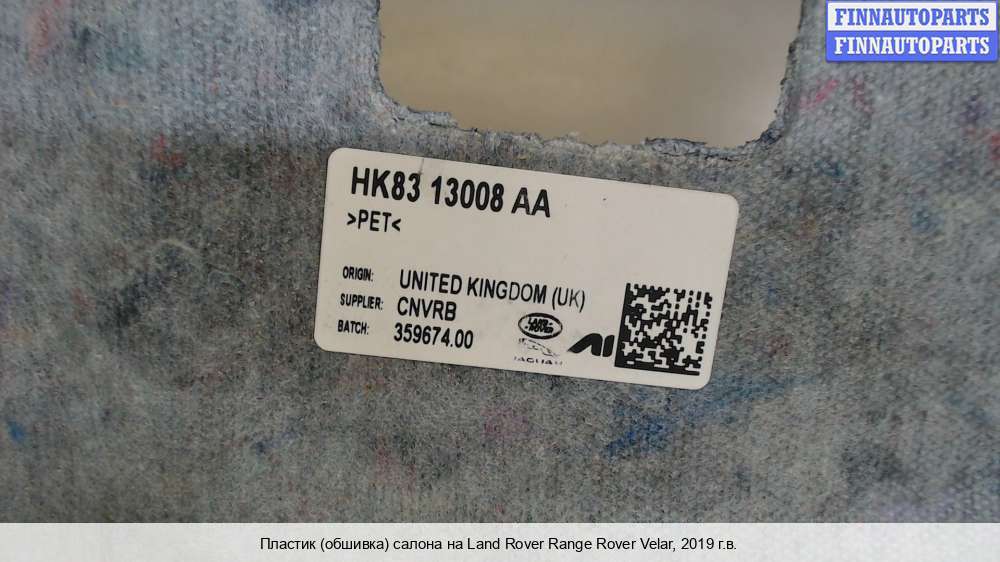 FINNAUTOPARTS
FINNAUTOPARTS
HK83 13008 AA
>PET<
ORIGIN: UNITED KINGDOM (UK)
SUPPLIER: CNVRB
BATCH: 359674.00
LAND ROVER
JAGUAR
Пластик (обшивка) салона на Land Rover Range Rover Velar, 2019 г.в.